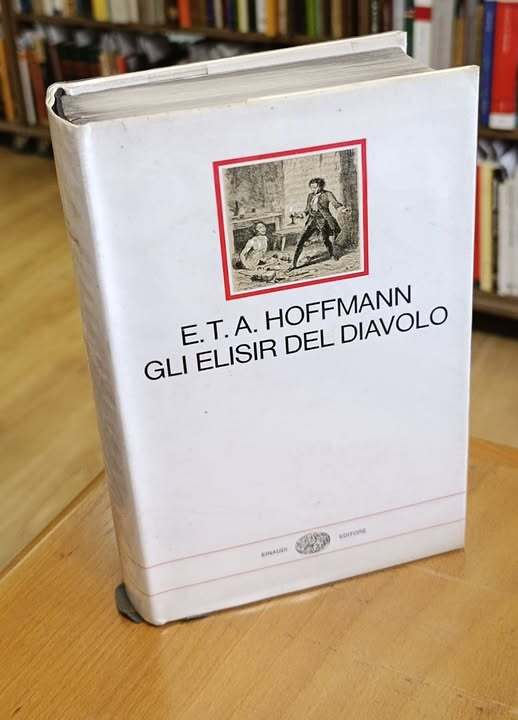 E.T.A. HOFFMANN
GLI ELISIR DEL DIAVOLO
EINAUDI EDITORE